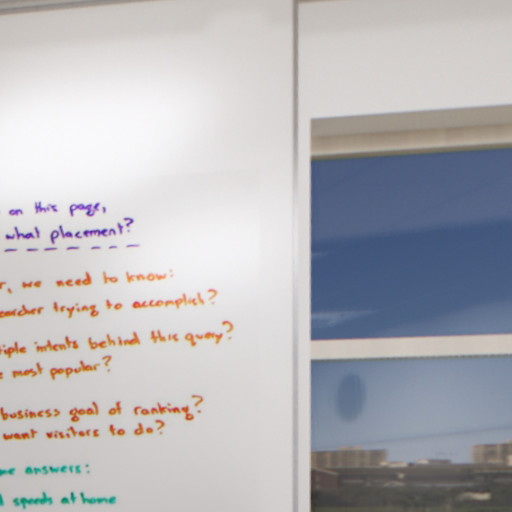 on this page,
what placement?
r, we need to know:
earcher trying to accomplish?
tiple intents behind this query?
e most popular?
business goal of ranking?
want visitors to do?
me answers:
d speeds at home